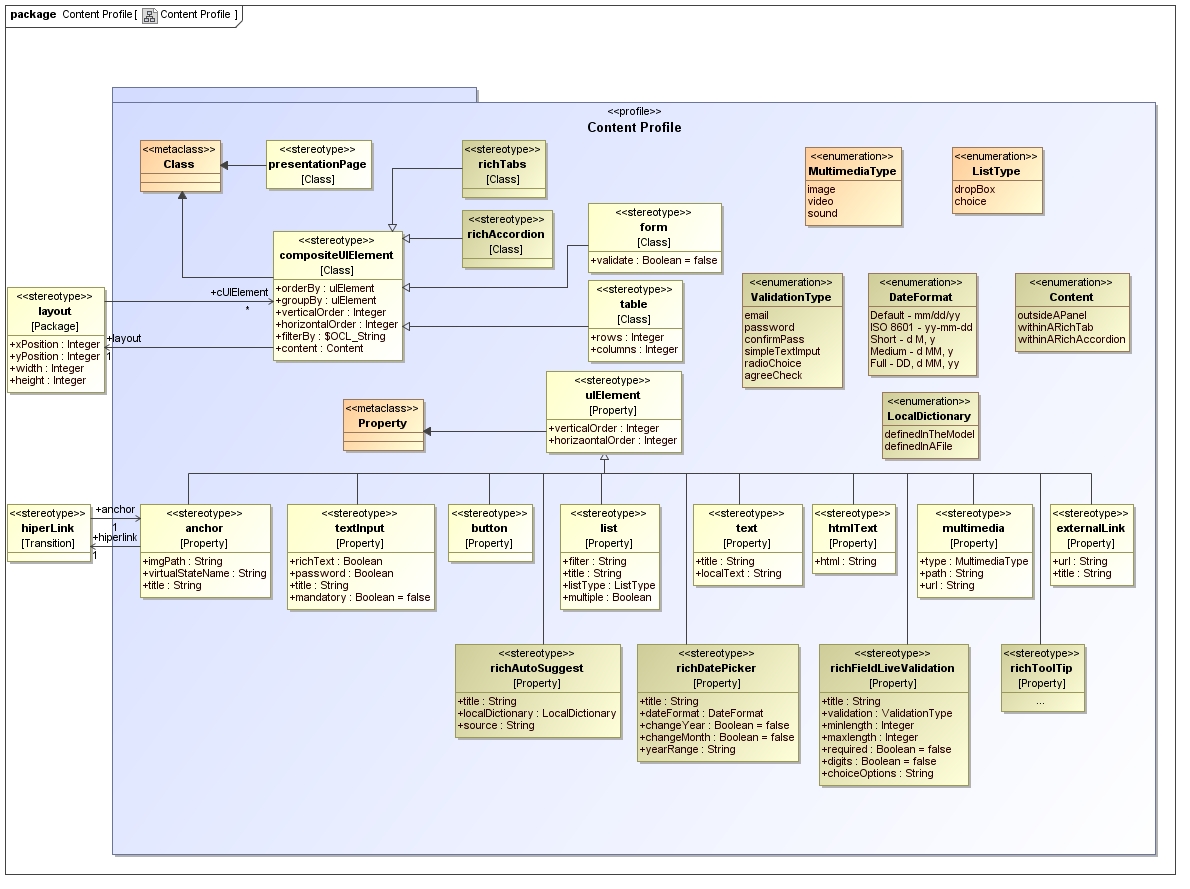 package Content Profile [ Content Profile ]
<<profile>>
Content Profile
<<metaclass>>
Class
<<stereotype>>
presentationPage
[Class]
<<stereotype>>
richTabs
[Class]
<<enumeration>>
MultimediaType
image
video
sound
<<enumeration>>
ListType
dropBox
choice
<<stereotype>>
richAccordion
[Class]
<<stereotype>>
form
[Class]
+validate : Boolean = false
<<stereotype>>
compositeUIElement
[Class]
+orderBy : uIElement
+groupBy : uIElement
+verticalOrder : Integer
+horizontalOrder : Integer
+filterBy : $OCL_String
+content : Content
<<stereotype>>
layout
[Package]
+xPosition : Integer
+yPosition : Integer
+width : Integer
+height : Integer
+cUIElement
*
+layout
1
<<stereotype>>
table
[Class]
+rows : Integer
+columns : Integer
<<enumeration>>
ValidationType
email
password
confirmPass
simpleTextImput
radioChoice
agreeCheck
<<enumeration>>
DateFormat
Default - mm/dd/yy
ISO 8601 - yy-mm-dd
Short - d M, y
Medium - d MM, y
Full - DD, d MM, yy
<<enumeration>>
Content
outsideAPanel
withinARichTab
withinARichAccordion
<<enumeration>>
LocalDictionary
definedInTheModel
definedInAFile
<<metaclass>>
Property
<<stereotype>>
uIElement
[Property]
+verticalOrder : Integer
+horizaontalOrder : Integer
<<stereotype>>
hiperLink
[Transition]
+anchor
1
+hiperlink
1
<<stereotype>>
anchor
[Property]
+imgPath : String
+virtualStateName : String
+title : String
<<stereotype>>
textInput
[Property]
+richText : Boolean
+password : Boolean
+title : String
+mandatory : Boolean = false
<<stereotype>>
button
[Property]
<<stereotype>>
list
[Property]
+filter : String
+title : String
+listType : ListType
+multiple : Boolean
<<stereotype>>
text
[Property]
+title : String
+localText : String
<<stereotype>>
htmlText
[Property]
+html : String
<<stereotype>>
multimedia
[Property]
+type : MultimediaType
+path : String
+url : String
<<stereotype>>
externalLink
[Property]
+url : String
+title : String
<<stereotype>>
richAutoSuggest
[Property]
+title : String
+localDictionary : LocalDictionary
+source : String
<<stereotype>>
richDatePicker
[Property]
+title : String
+dateFormat : DateFormat
+changeYear : Boolean = false
+changeMonth : Boolean = false
+yearRange : String
<<stereotype>>
richFieldLiveValidation
[Property]
+title : String
+validation : ValidationType
+minlength : Integer
+maxlength : Integer
+required : Boolean = false
+digits : Boolean = false
+choiceOptions : String
<<stereotype>>
richToolTip
[Property]
...